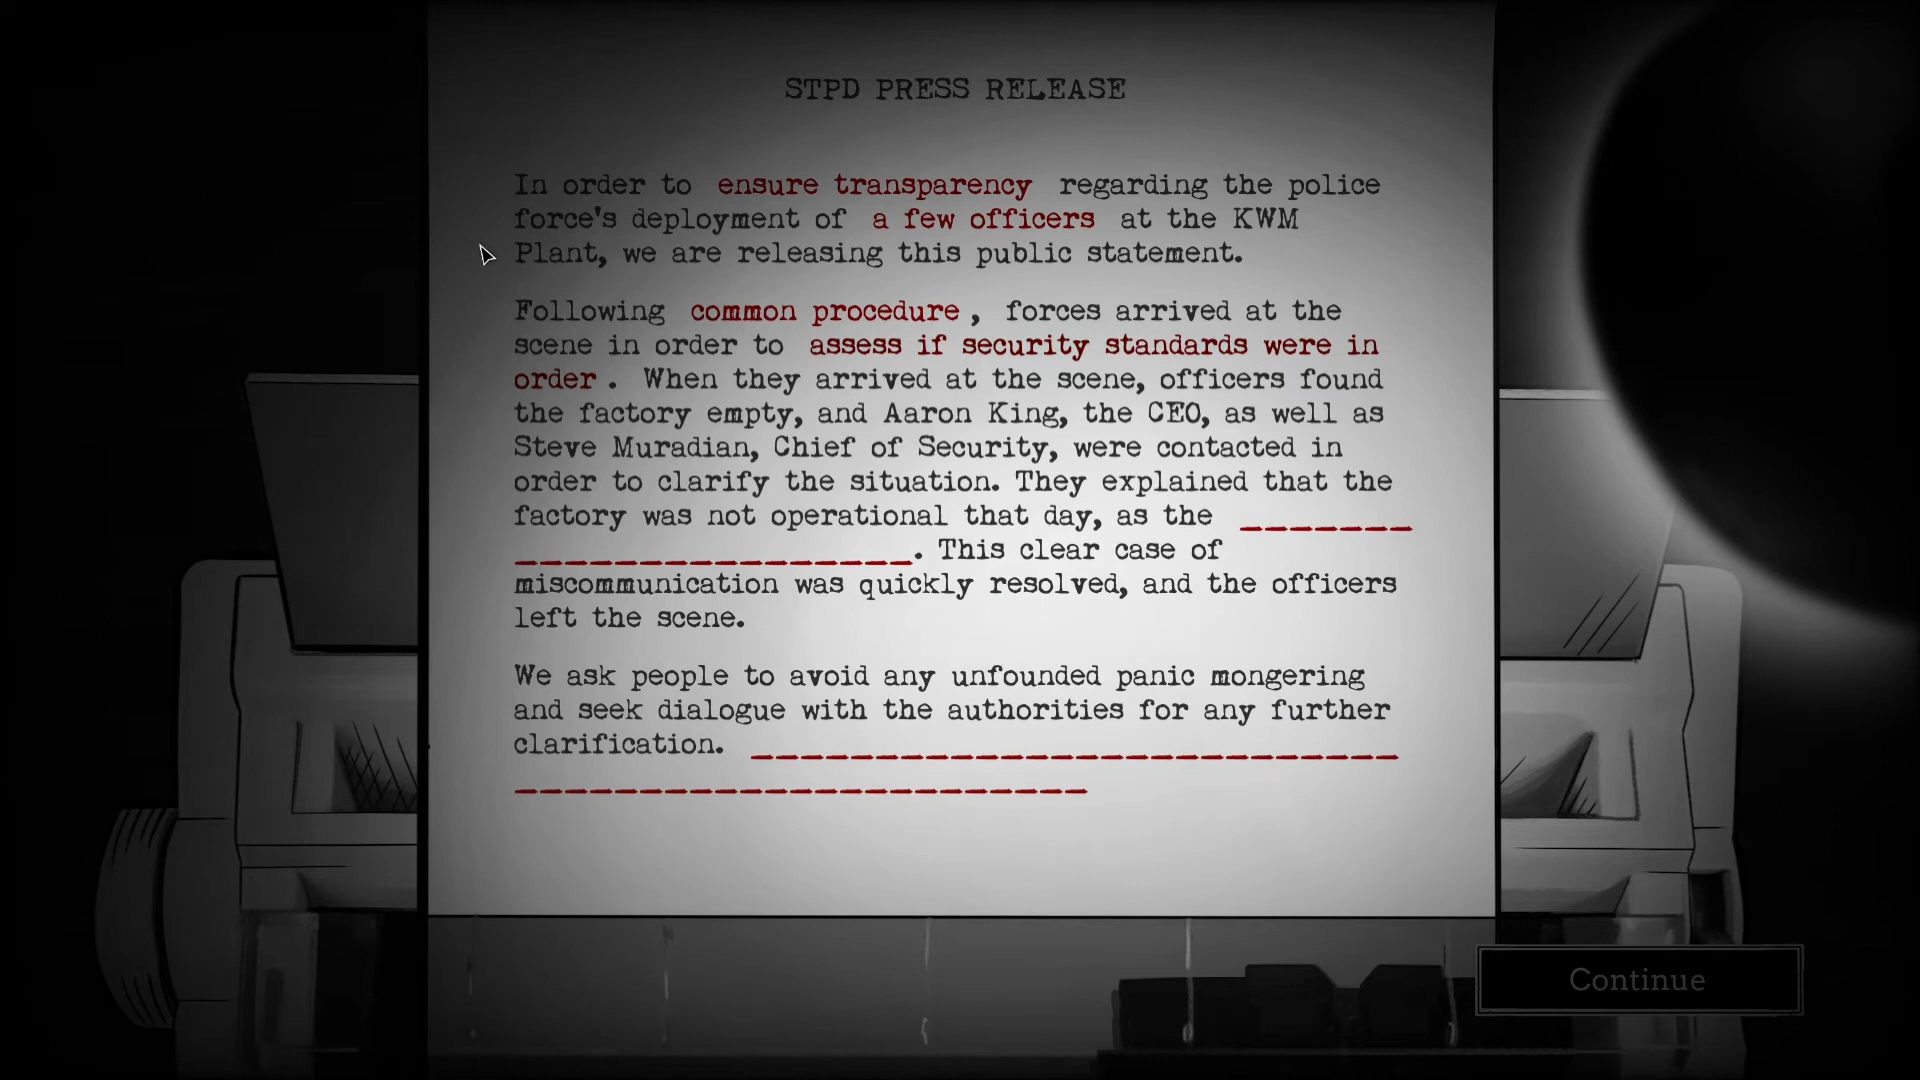 STPD PRESS RELEASE
In order to ensure transparency regarding the police
force's deployment of a few officers at the KWM
Plant, we are releasing this public statement.
Following common procedure , forces arrived at the
scene in order to assess if security standards were in
order . When they arrived at the scene, officers found
the factory empty, and Aaron King, the CEO, as well as
Steve Muradian, Chief of Security, were contacted in
order to clarify the situation. They explained that the
factory was not operational that day, as the _______
________________. This clear case of
miscommunication was quickly resolved, and the officers
left the scene.
We ask people to avoid any unfounded panic mongering
and seek dialogue with the authorities for any further
clarification. __________________________
_______________________
Continue